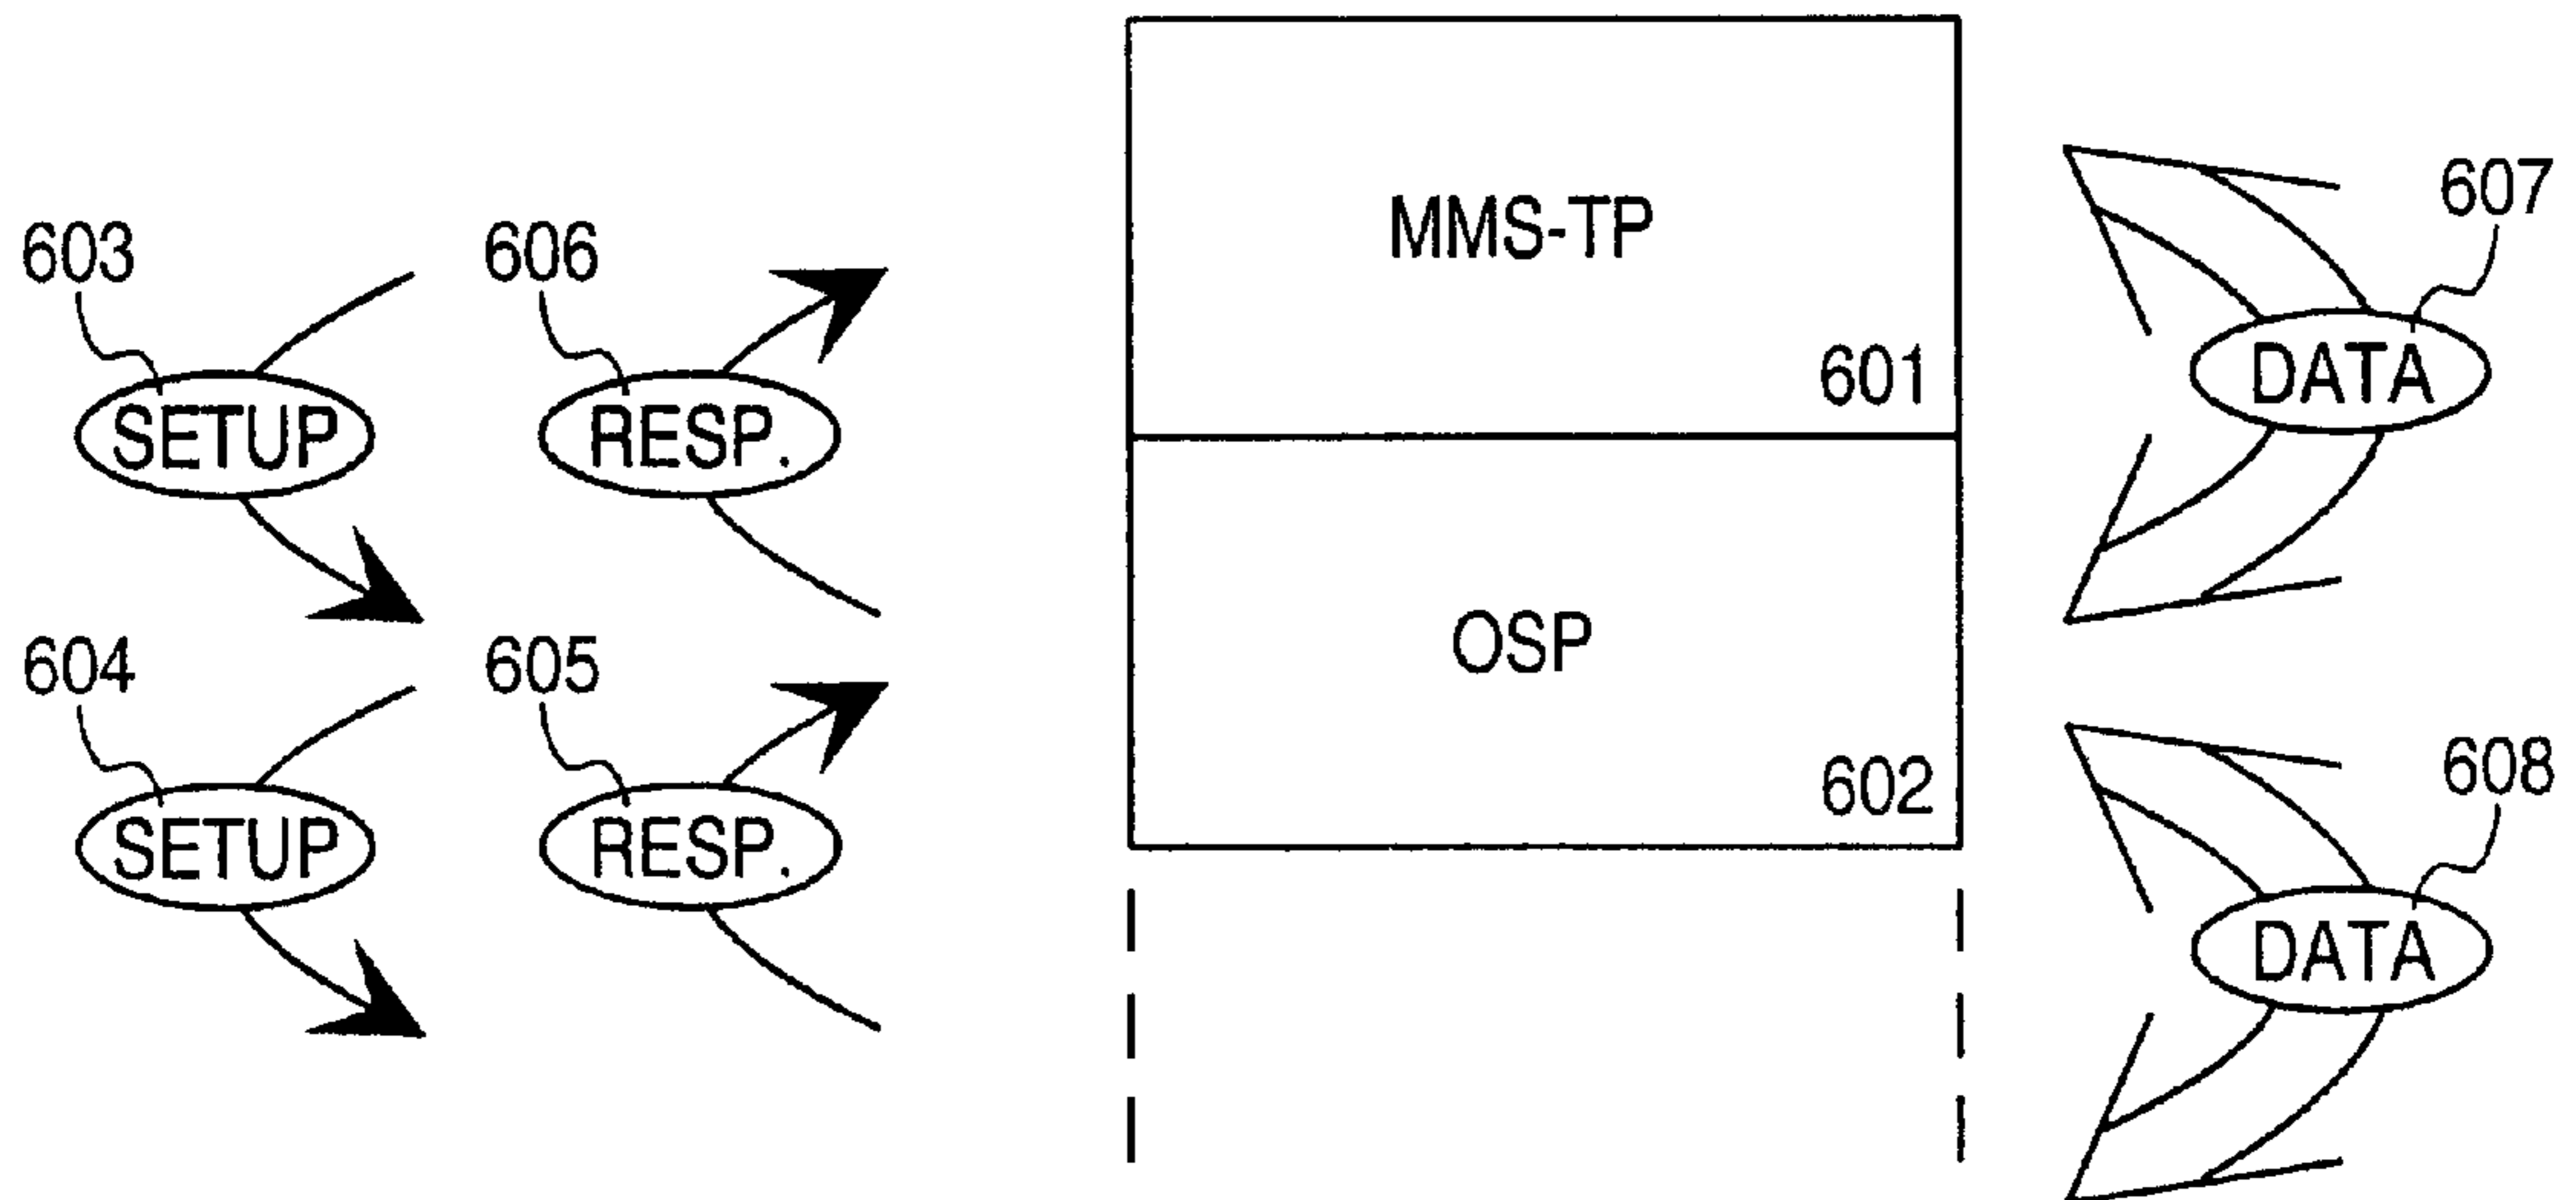 603
606
607
MMS-TP
601
SETUP
RESP.
DATA
604
605
608
OSP
602
SETUP
RESP.
DATA